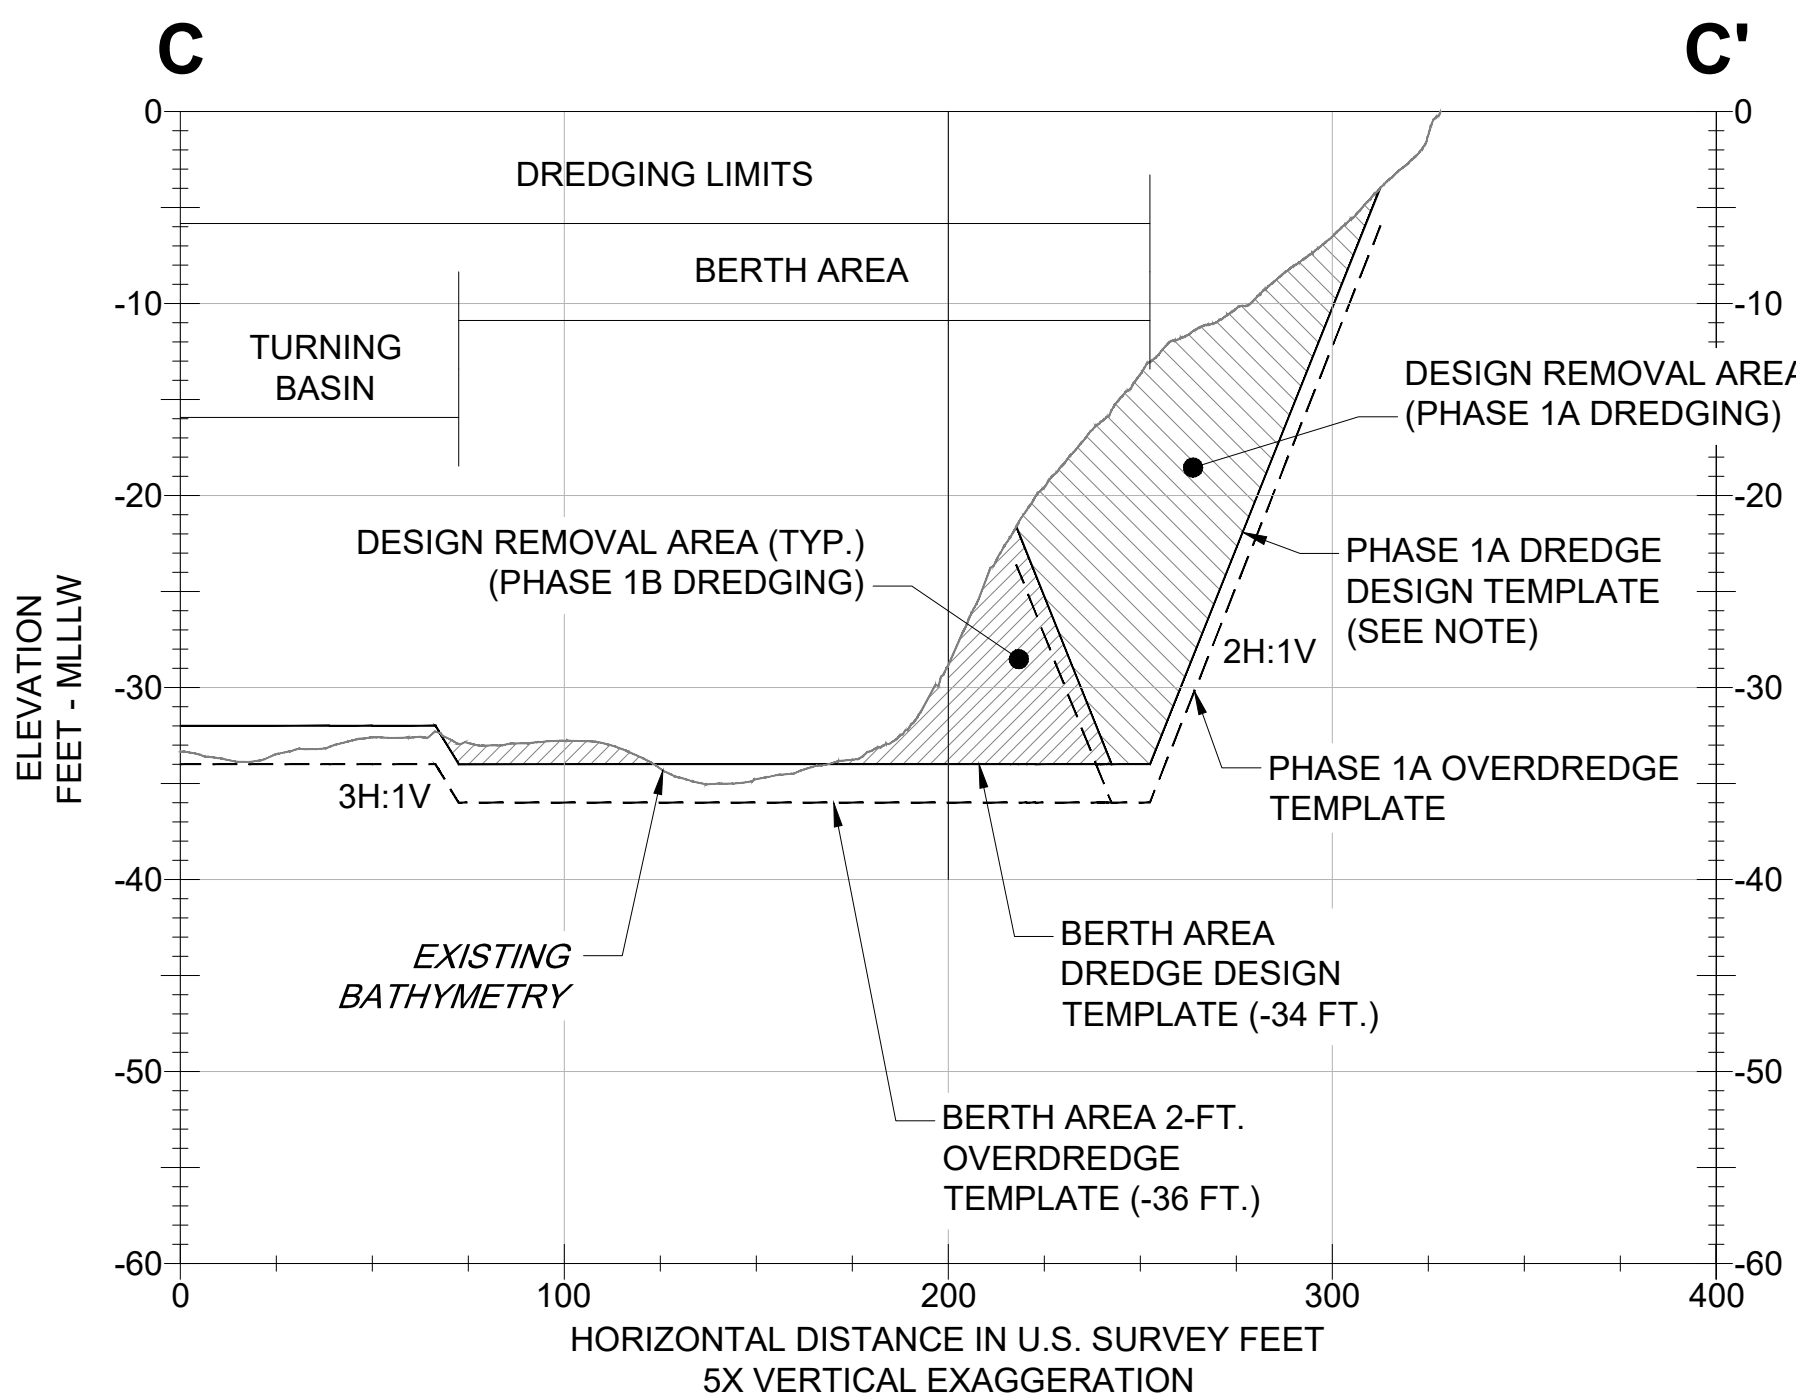 C
C'
0
0
DREDGING LIMITS
BERTH AREA
-10
-10
TURNING
BASIN
DESIGN REMOVAL AREA
(PHASE 1A DREDGING)
-20
-20
DESIGN REMOVAL AREA (TYP.)
(PHASE 1B DREDGING)
PHASE 1A DREDGE
DESIGN TEMPLATE
(SEE NOTE)
2H:1V
ELEVATION
FEET - MLLLW
-30
-30
PHASE 1A OVERDREDGE
TEMPLATE
3H:1V
-40
-40
EXISTING
BATHYMETRY
BERTH AREA
DREDGE DESIGN
TEMPLATE (-34 FT.)
-50
-50
BERTH AREA 2-FT.
OVERDREDGE
TEMPLATE (-36 FT.)
-60
-60
0
100
200
300
400
HORIZONTAL DISTANCE IN U.S. SURVEY FEET
5X VERTICAL EXAGGERATION